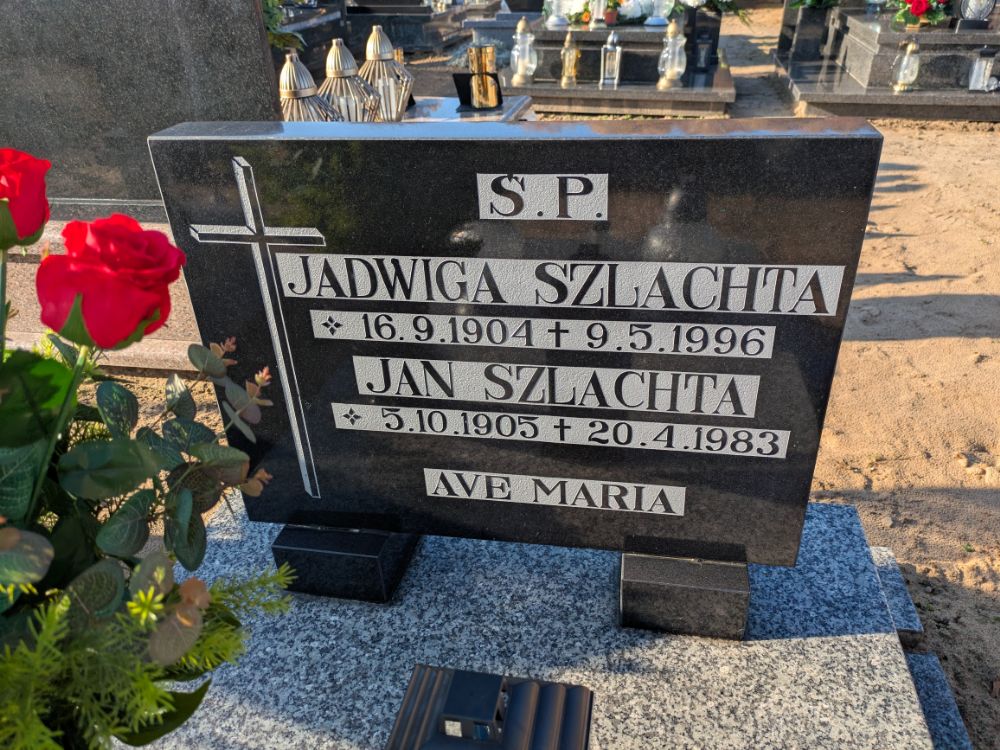 S.P.
JADWIGA SZLACHTA
16.9.1904 ✝ 9.5.1996
JAN SZLACHTA
5.10.1905 ✝ 20.4.1983
AVE MARIA